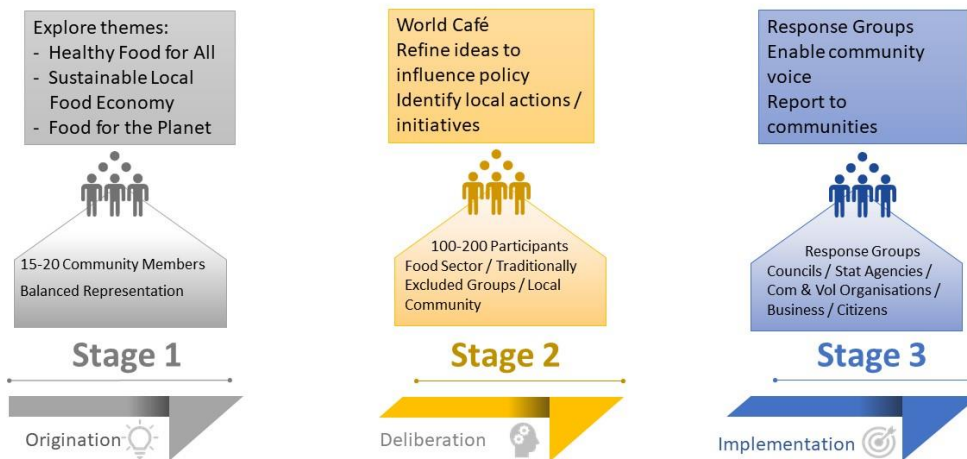 Explore themes:
- Healthy Food for All
- Sustainable Local
Food Economy
- Food for the Planet
15-20 Community Members
Balanced Representation
Stage 1
Origination
World Café
Refine ideas to
influence policy
Identify local actions /
initiatives
100-200 Participants
Food Sector / Traditionally
Excluded Groups / Local
Community
Stage 2
Deliberation
Response Groups
Enable community
voice
Report to
communities
Response Groups
Councils / Stat Agencies /
Com & Vol Organisations /
Business / Citizens
Stage 3
Implementation